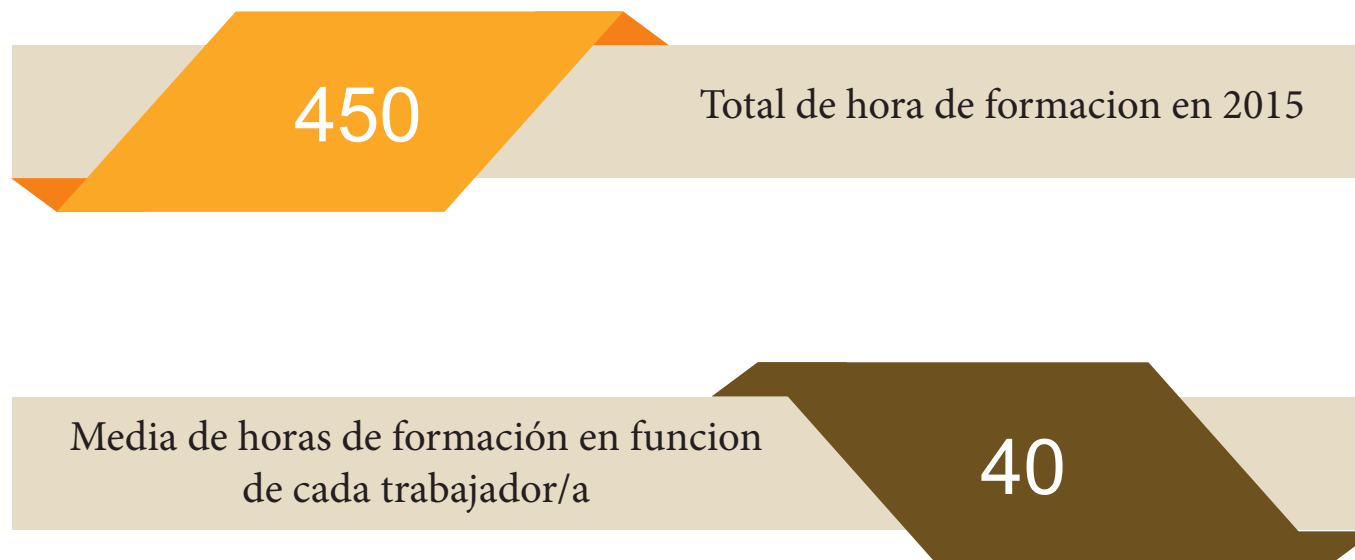 450
Total de hora de formacion en 2015
Media de horas de formación en funcion
de cada trabajador/a
40